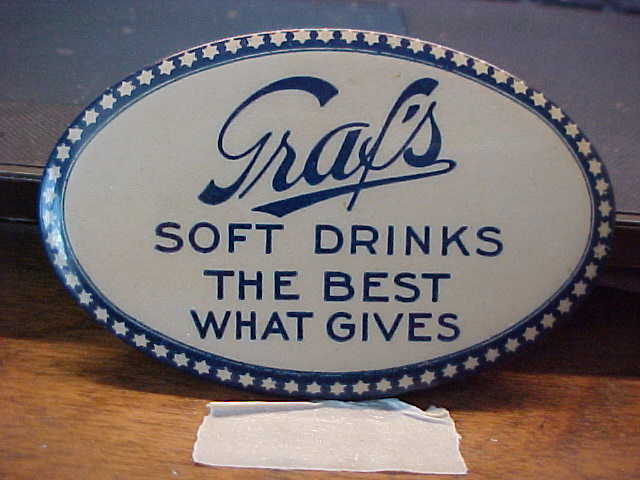 Graf's
SOFT DRINKS
THE BEST
WHAT GIVES